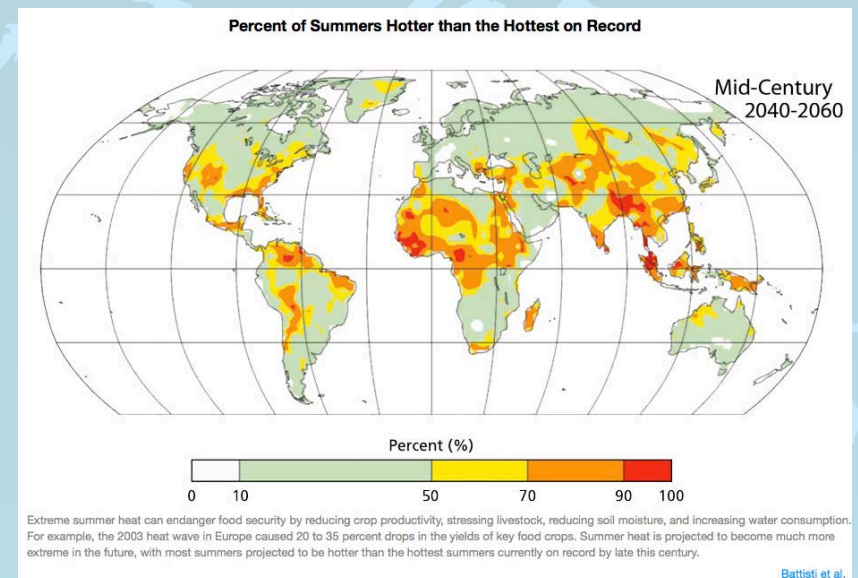 Percent of Summers Hotter than the Hottest on Record
Mid-Century
2040-2060
Percent (%)
0 10 50 70 90 100
Extreme summer heat can endanger food security by reducing crop productivity, stressing livestock, reducing soil moisture, and increasing water consumption.
For example, the 2003 heat wave in Europe caused 20 to 35 percent drops in the yields of key food crops. Summer heat is projected to become much more
extreme in the future, with most summers projected to be hotter than the hottest summers currently on record by late this century.
Battisti et al.